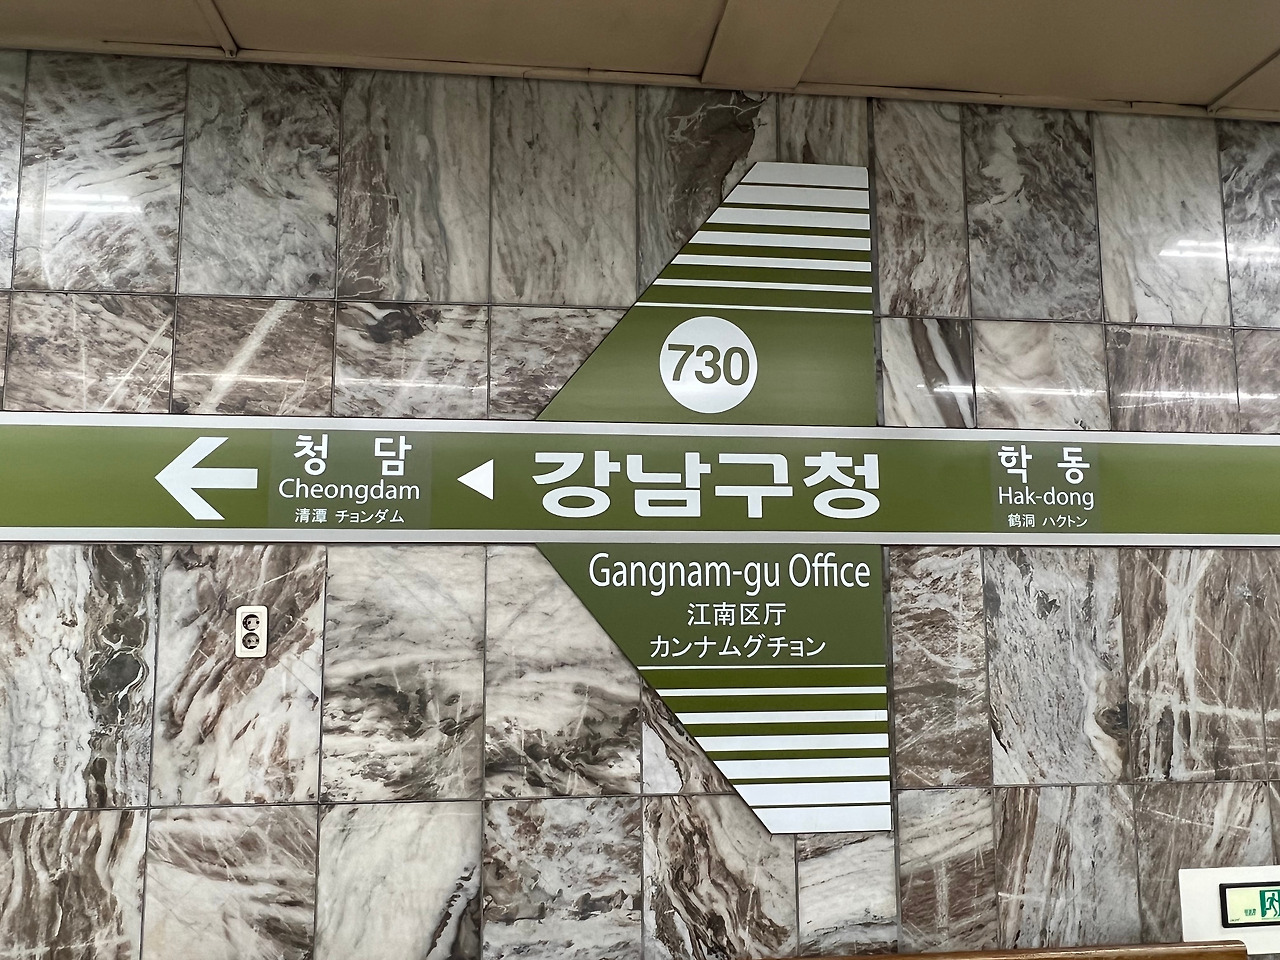 730
청 담
Cheongdam
清潭 チョンダム
강남구청
학 동
Hak-dong
鹤洞 ハクトン
Gangnam-gu Office
江南区厅
カンナムグチョン